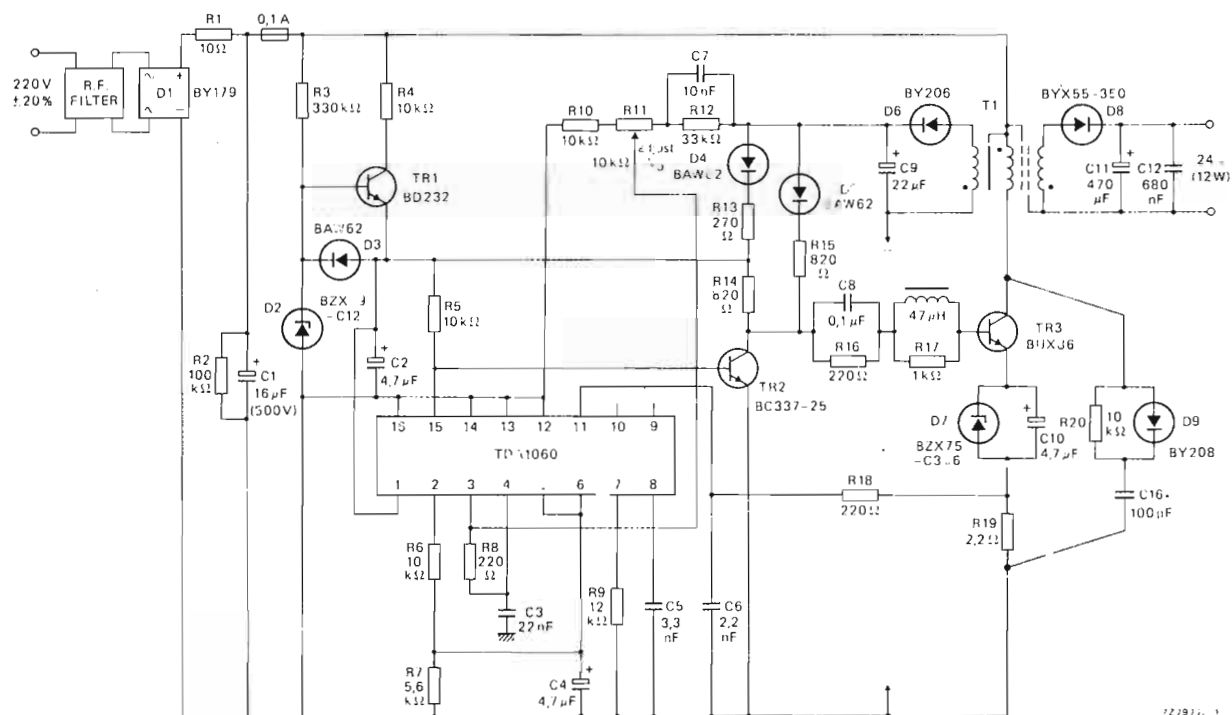 R1
10Ω
0,1 A
220V
±20%
R.F.
FILTER
D1
BY179
R3
330kΩ
R4
10kΩ
C7
10nF
R10
10kΩ
R11
10kΩ
R12
33kΩ
D4
D6
BY206
T1
BYX55-350
D8
C9
22µF
C11
470
µF
C12
680
nF
24
(12W)
TR1
BD232
R13
270
Ω
AW62
BAW62
D3
R15
820
Ω
R14
D2
-C12
R5
10kΩ
C8
0,1µF
47µH
R16
220Ω
R17
1kΩ
TR3
R2
100
kΩ
C1
16µF
(500V)
C2
4,7µF
TR2
BC337-25
D7
BZX75
C10
4,7µF
R20
10
kΩ
D9
BY208
16 15 14 13 12 11 10 9
1 2 3 4 6 7 8
R18
220Ω
R19
2,2Ω
C16
100µF
R6
10
kΩ
R8
220
Ω
R9
12
kΩ
C3
22nF
C5
3,3
nF
C6
2,2
nF
R7
5,6
kΩ
C4
4,7µF